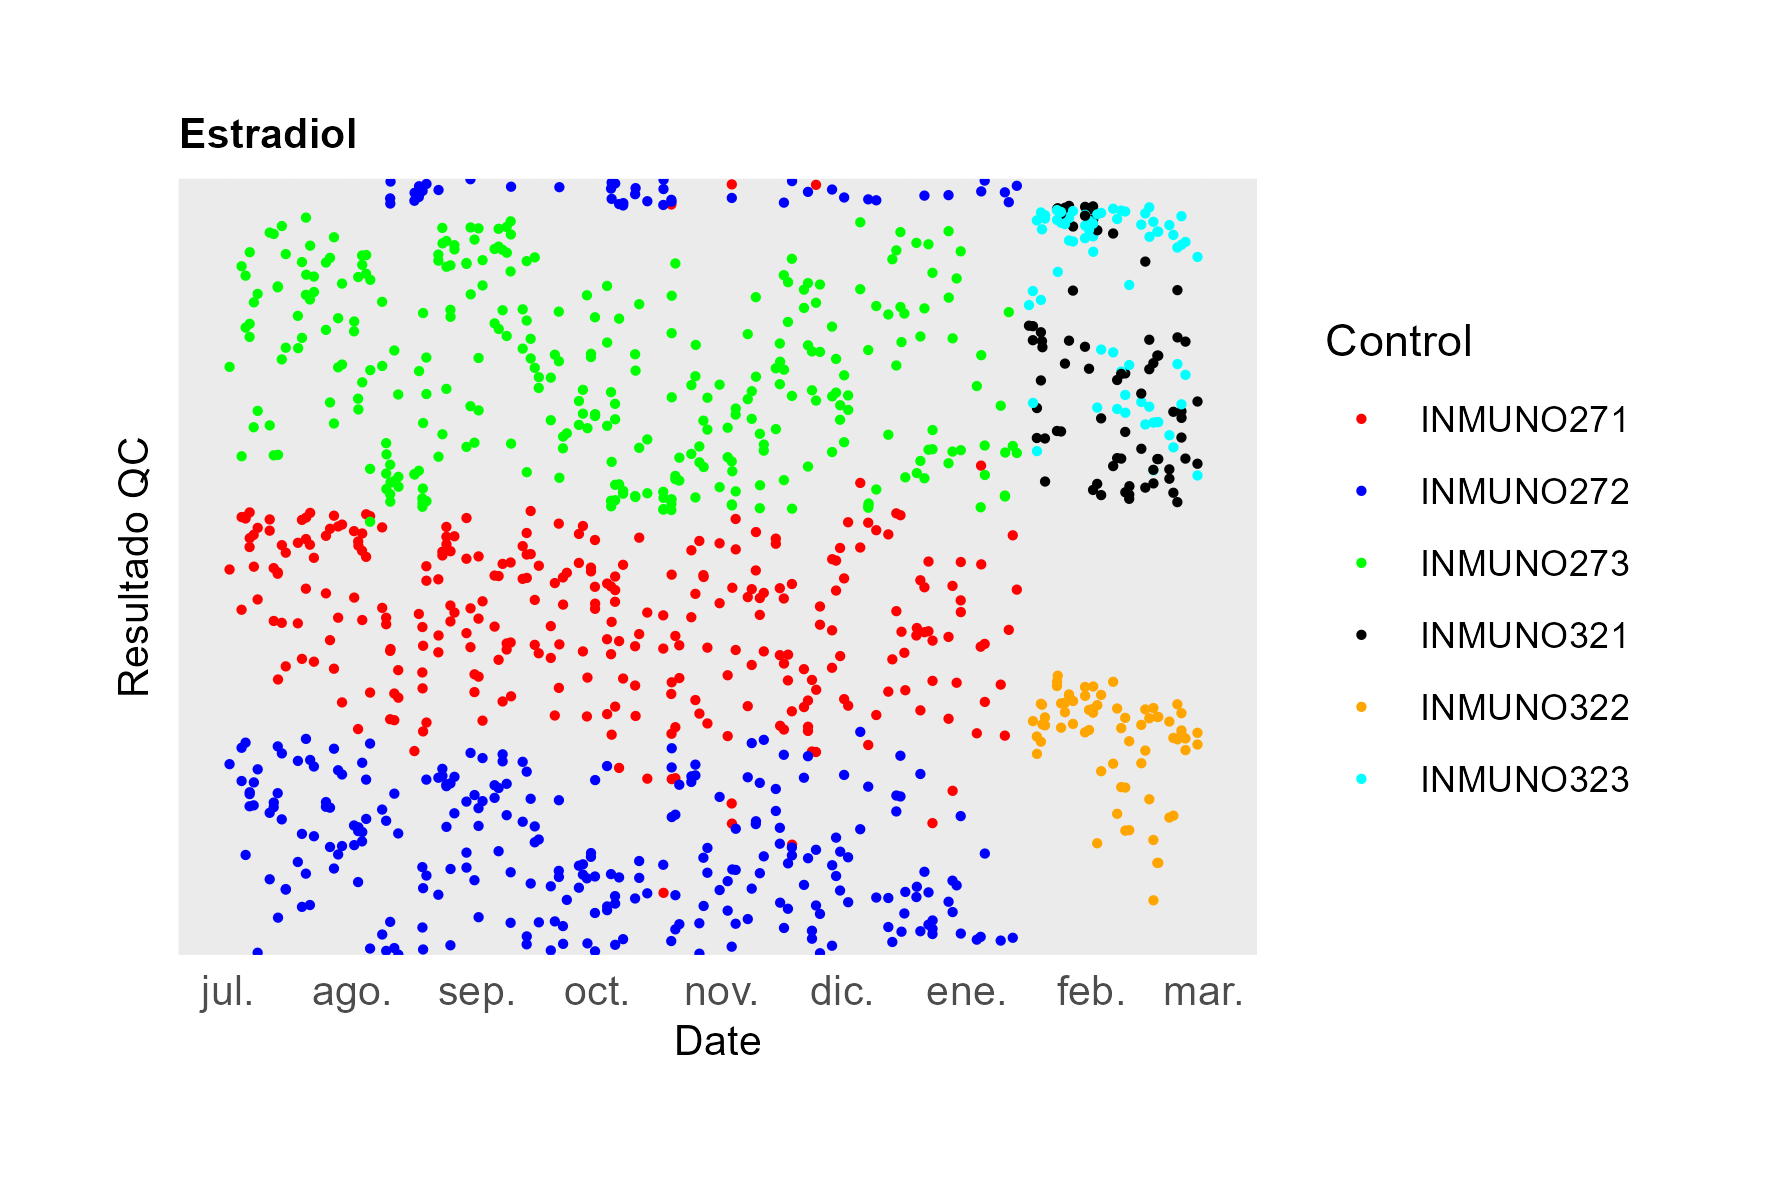 Estradiol
Resultado QC
jul. ago. sep. oct. nov. dic. ene. feb. mar.
Date
Control
INMUNO271
INMUNO272
INMUNO273
INMUNO321
INMUNO322
INMUNO323